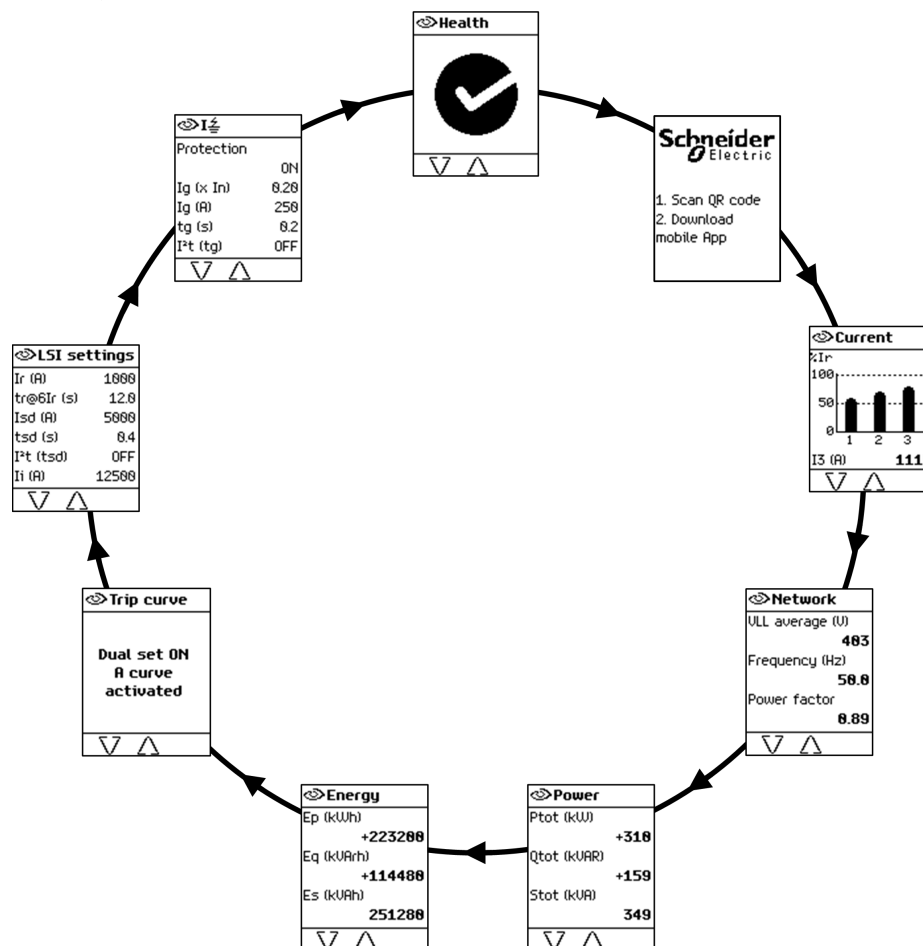 Health
Schneider
Electric
1. Scan QR code
2. Download
mobile App
Current
%Ir
100
50
0
1 2 3
I3 (A) 111
Network
VLL average (V)
403
Frequency (Hz)
50.0
Power factor
0.89
Power
Ptot (kW)
+310
Qtot (kVAR)
+159
Stot (kVA)
349
Energy
Ep (kWh)
+223200
Eq (kVArh)
+114480
Es (kVAh)
251280
Trip curve
Dual set ON
A curve
activated
LSI settings
Ir (A) 1000
tr@6Ir (s) 12.0
Isd (A) 5000
tsd (s) 0.4
I²t (tsd) OFF
Ii (A) 12500
I⏚
Protection
ON
Ig (x In) 0.20
Ig (A) 250
tg (s) 0.2
I²t (tg) OFF